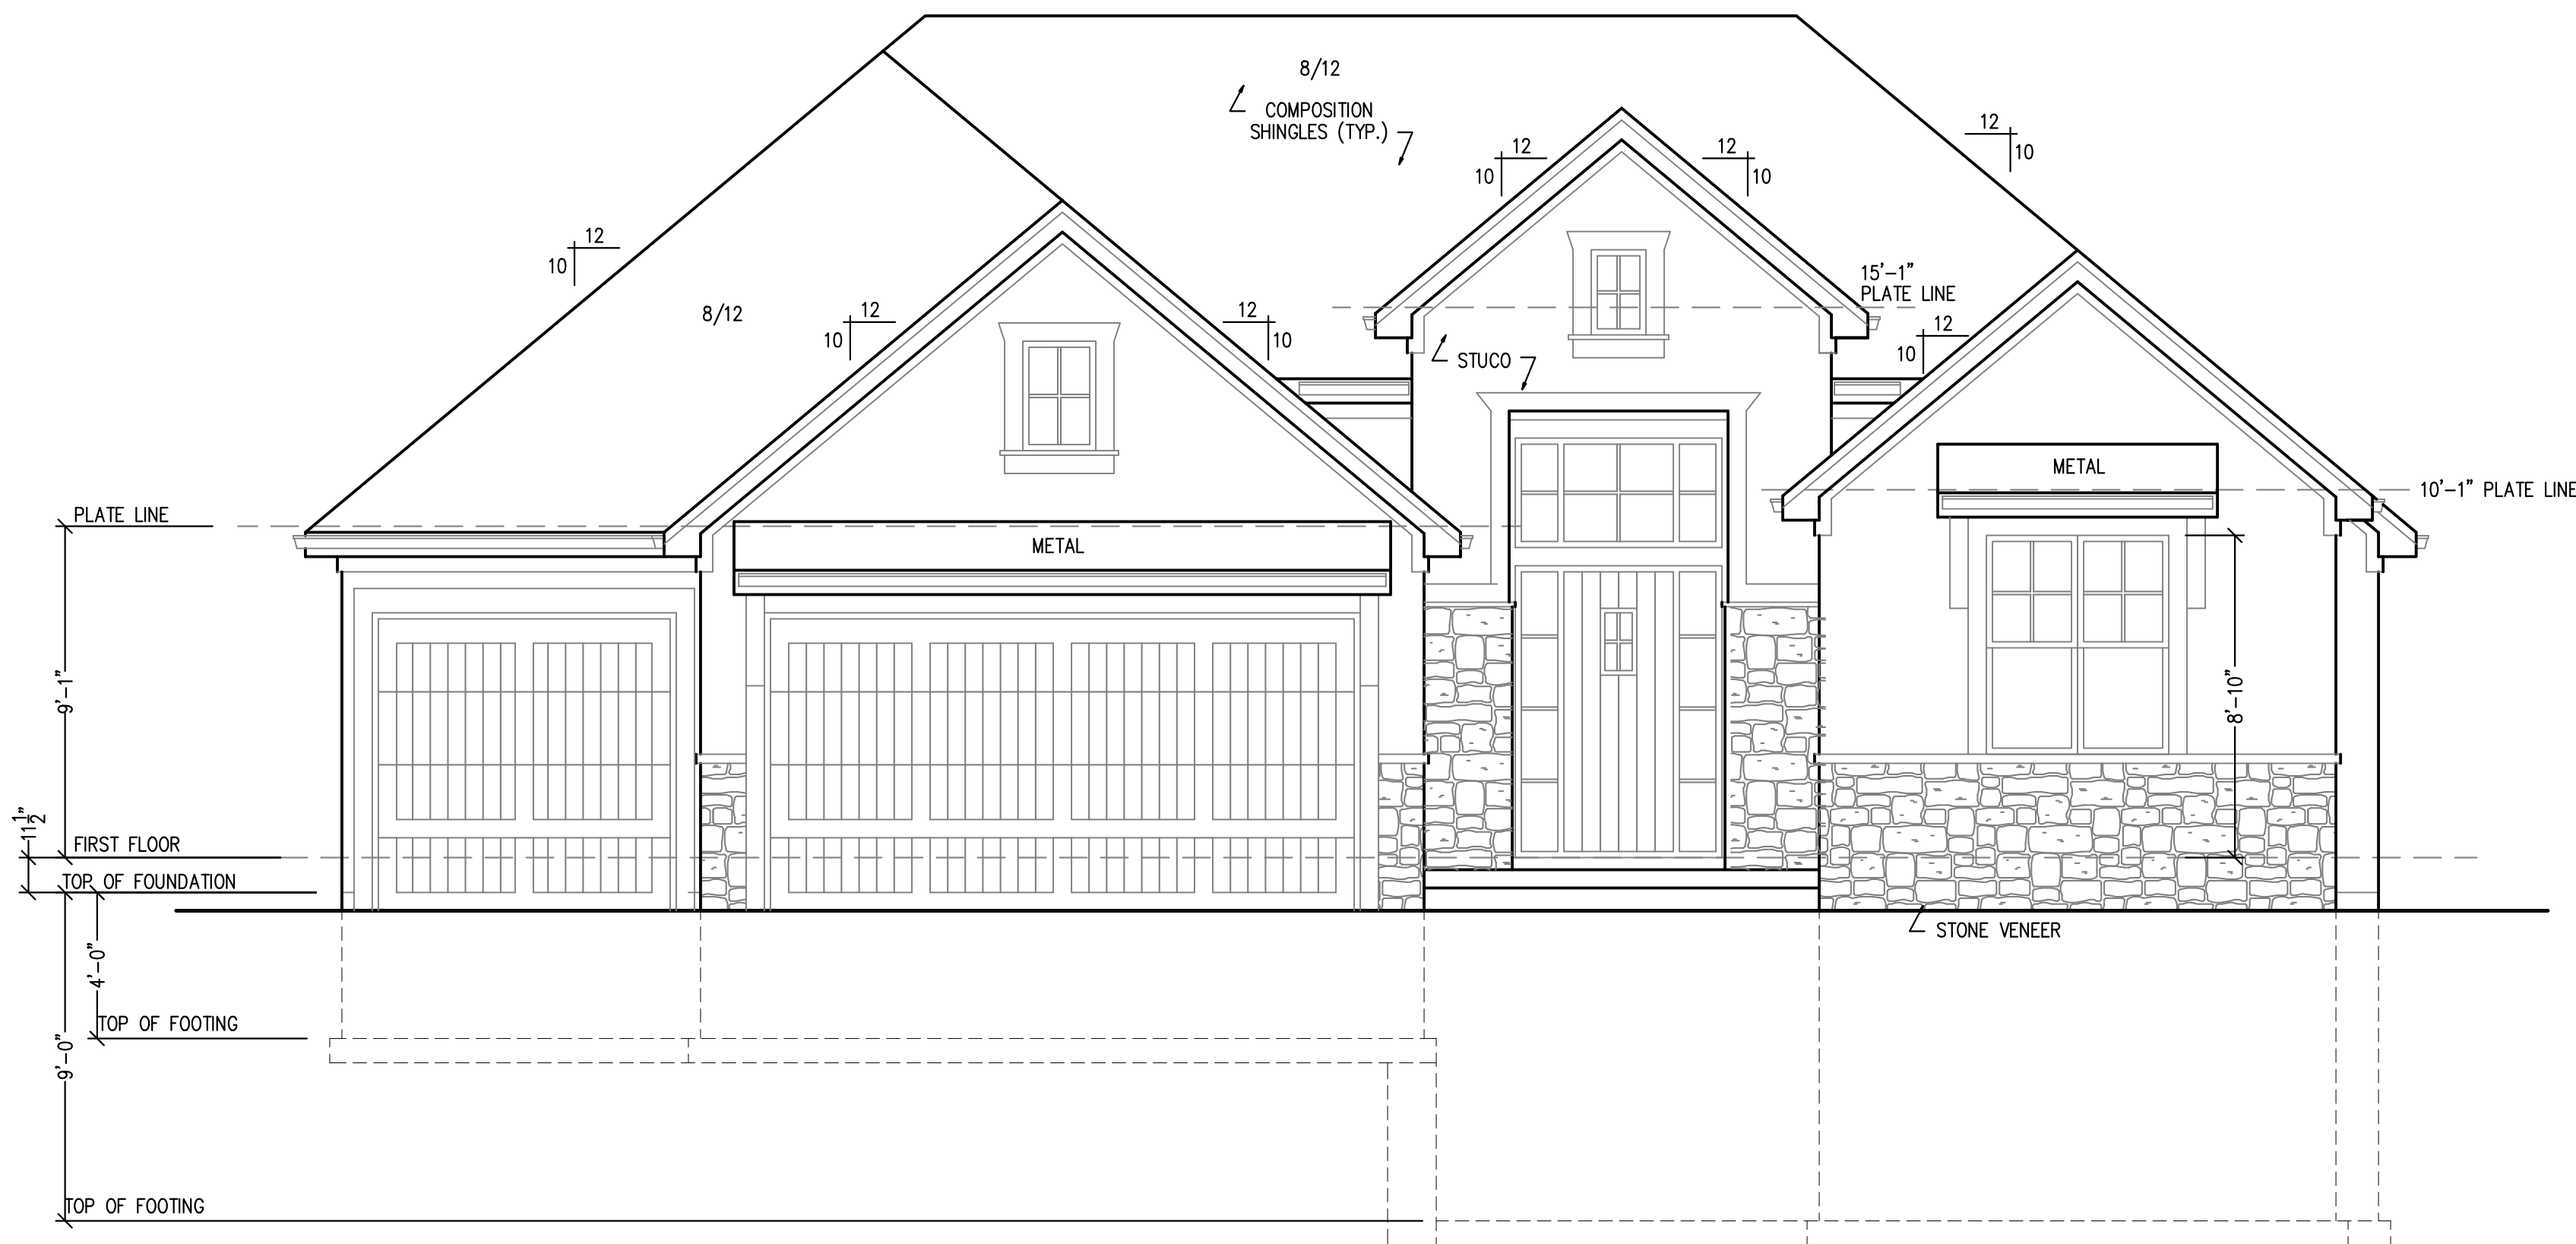 8/12
COMPOSITION
SHINGLES (TYP.)
12
10
12
10
12
10
12
10
8/12
12
10
12
10
15'-1"
PLATE LINE
12
10
STUCO
METAL
10'-1" PLATE LINE
PLATE LINE
METAL
9'-1"
8'-10"
11 1/2"
FIRST FLOOR
TOP OF FOUNDATION
STONE VENEER
4'-0"
TOP OF FOOTING
9'-0"
TOP OF FOOTING